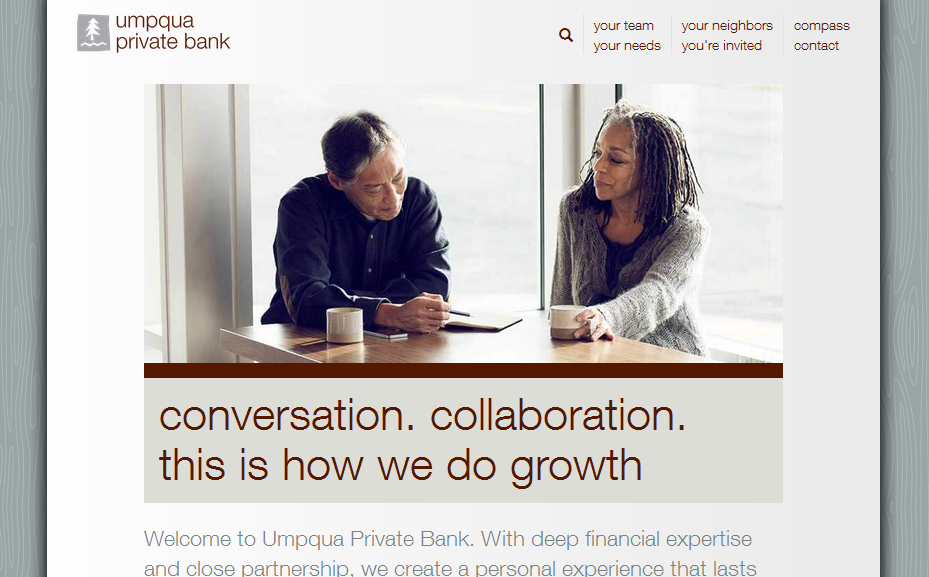 umpqua
private bank
your team
your needs
your neighbors
you're invited
compass
contact
conversation. collaboration.
this is how we do growth
Welcome to Umpqua Private Bank. With deep financial expertise
and close partnership, we create a personal experience that lasts